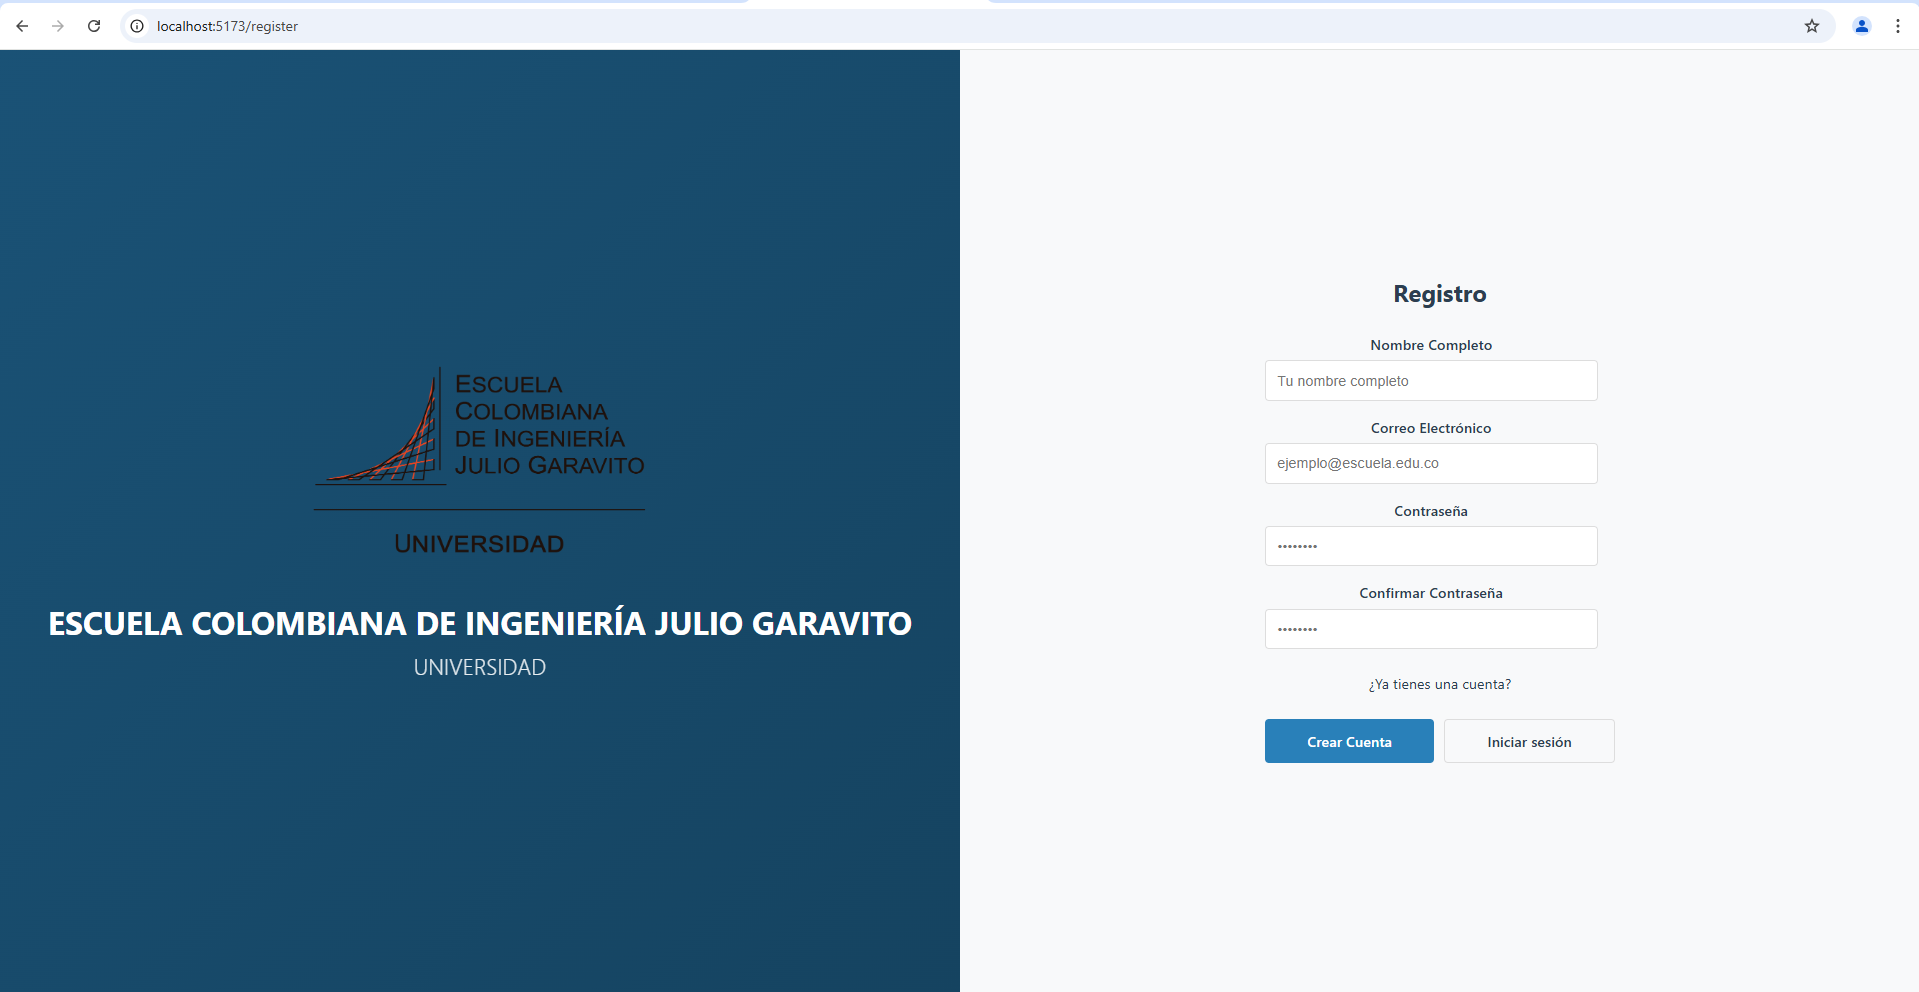 localhost:5173/register
ESCUELA
COLOMBIANA
DE INGENIERÍA
JULIO GARAVITO
UNIVERSIDAD
ESCUELA COLOMBIANA DE INGENIERÍA JULIO GARAVITO
UNIVERSIDAD
Registro
Nombre Completo
Tu nombre completo
Correo Electrónico
ejemplo@escuela.edu.co
Contraseña
••••••••
Confirmar Contraseña
••••••••
¿Ya tienes una cuenta?
Crear Cuenta
Iniciar sesión